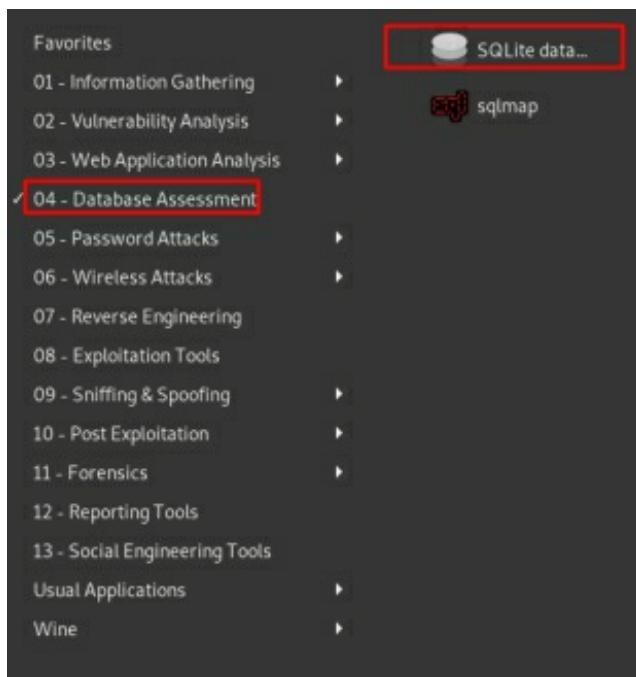 Favorites
01 - Information Gathering
02 - Vulnerability Analysis
03 - Web Application Analysis
✓ 04 - Database Assessment
05 - Password Attacks
06 - Wireless Attacks
07 - Reverse Engineering
08 - Exploitation Tools
09 - Sniffing & Spoofing
10 - Post Exploitation
11 - Forensics
12 - Reporting Tools
13 - Social Engineering Tools
Usual Applications
Wine
SQLite data...
sqlmap